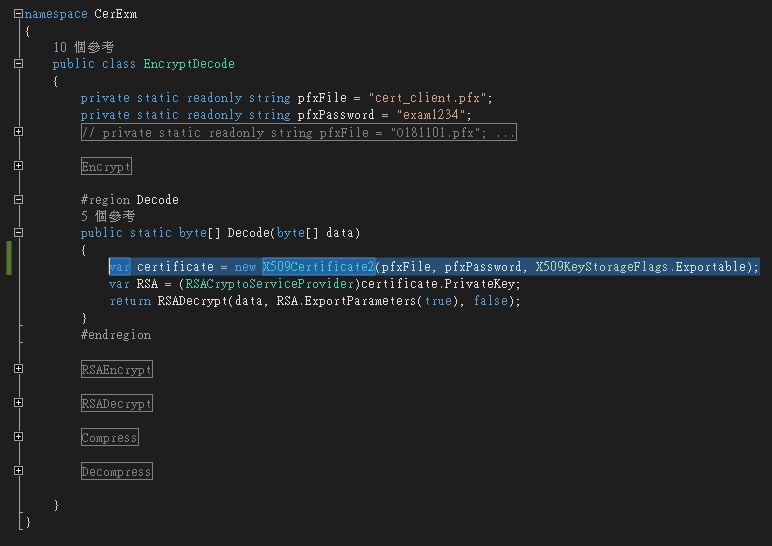 namespace CerExm
{
10 個參考
public class EncryptDecode
{
private static readonly string pfxFile = "cert_client.pfx";
private static readonly string pfxPassword = "exam1234";
// private static readonly string pfxFile = "0181101.pfx"; ...
Encrypt
#region Decode
5 個參考
public static byte[] Decode(byte[] data)
{
var certificate = new X509Certificate2(pfxFile, pfxPassword, X509KeyStorageFlags.Exportable);
var RSA = (RSACryptoServiceProvider)certificate.PrivateKey;
return RSADecrypt(data, RSA.ExportParameters(true), false);
}
#endregion
RSAEncrypt
RSADecrypt
Compress
Decompress
}
}